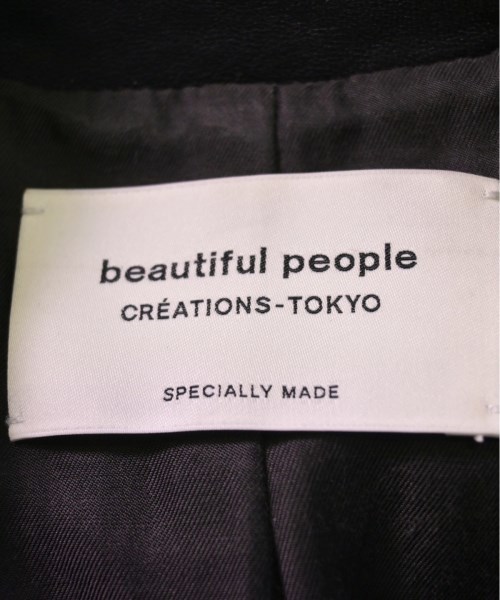 beautiful people
CRÉATIONS-TOKYO
SPECIALLY MADE